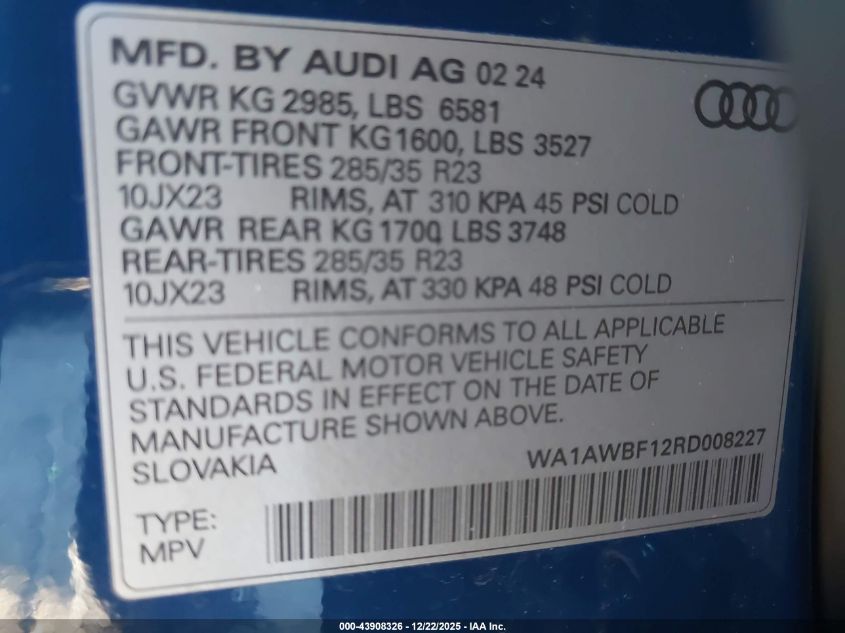 MFD. BY AUDI AG 02 24
GVWR KG 2985, LBS 6581
GAWR FRONT KG 1600, LBS 3527
FRONT-TIRES 285/35 R23
10JX23 RIMS, AT 310 KPA 45 PSI COLD
GAWR REAR KG 1700, LBS 3748
REAR-TIRES 285/35 R23
10JX23 RIMS, AT 330 KPA 48 PSI COLD
THIS VEHICLE CONFORMS TO ALL APPLICABLE
U.S. FEDERAL MOTOR VEHICLE SAFETY
STANDARDS IN EFFECT ON THE DATE OF
MANUFACTURE SHOWN ABOVE.
SLOVAKIA WA1AWBF12RD008227
TYPE:
MPV
000-43908326 - 12/22/2025 - IAA Inc.